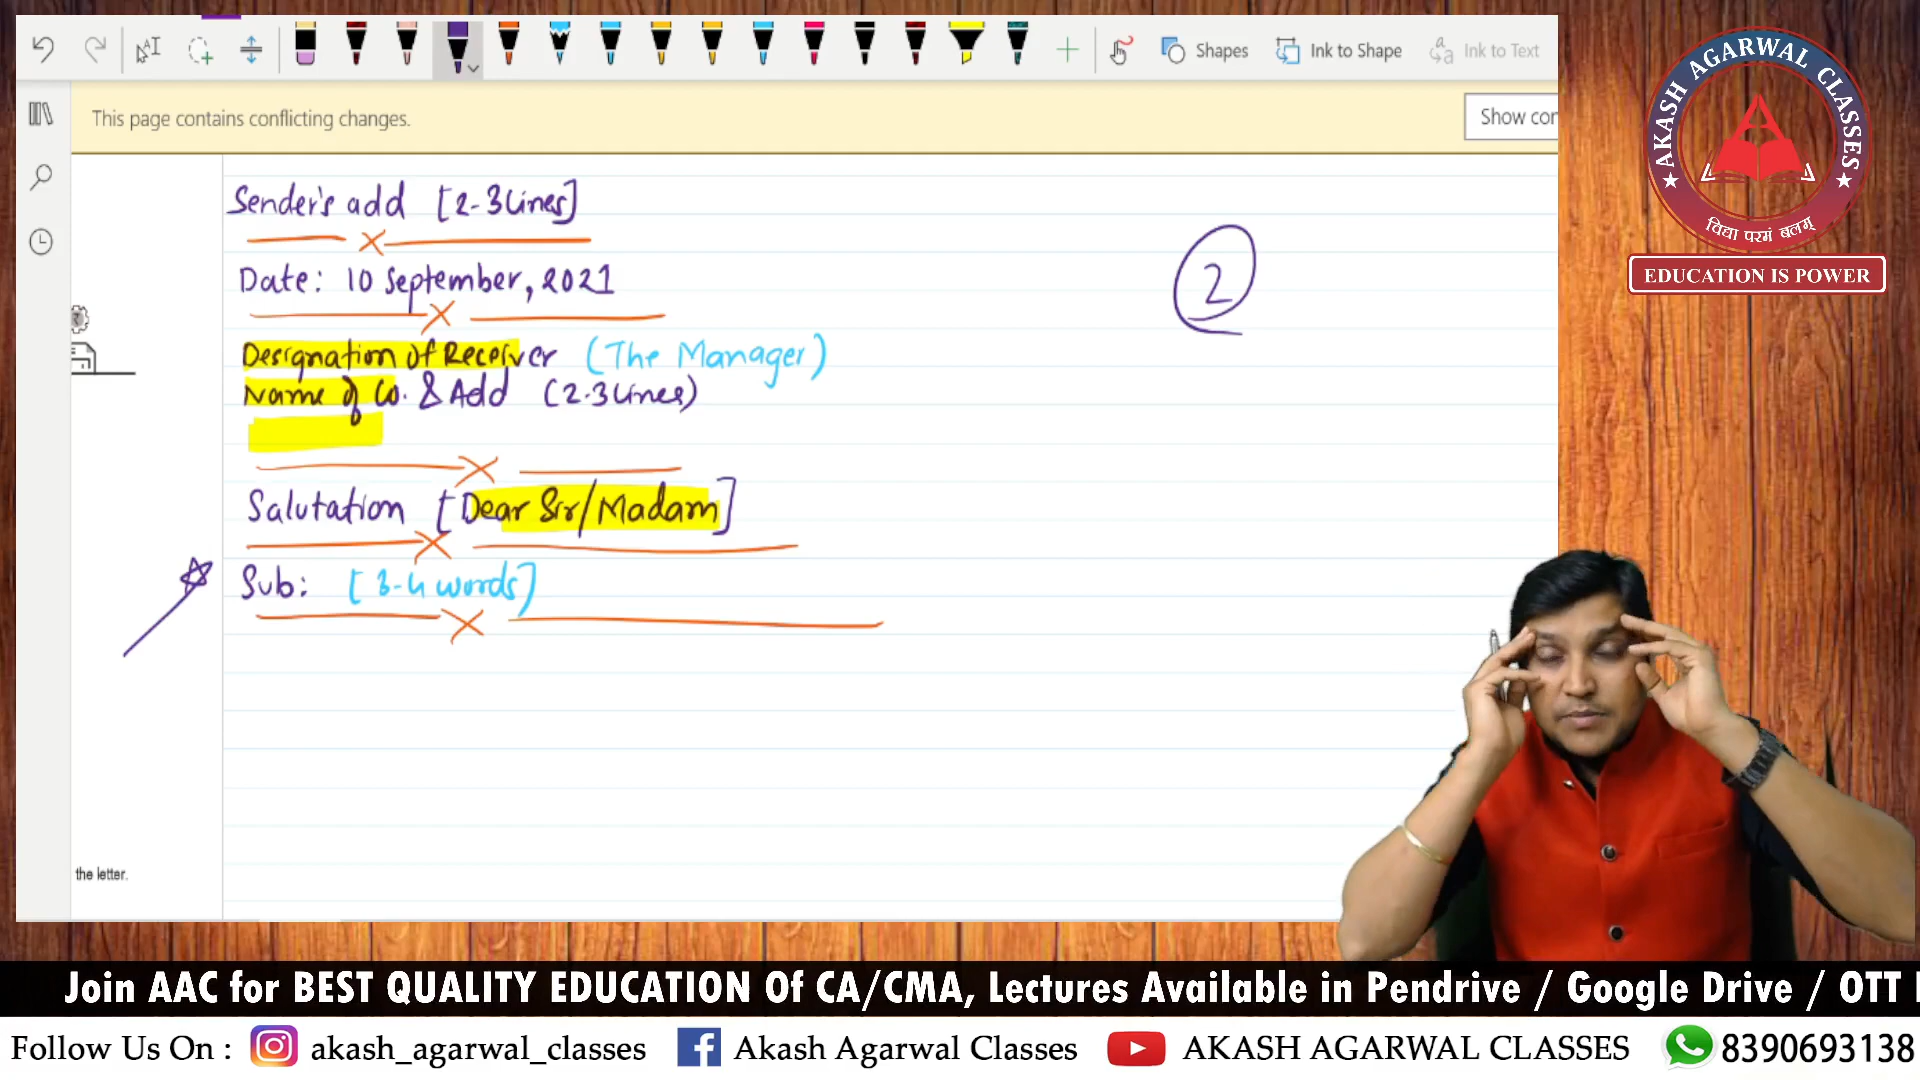 Shapes
Ink to Shape
Ink to Text
This page contains conflicting changes.
Show con
Sender's add [2-3 lines]
Date: 10 September, 2021
Designation of Receiver (The Manager)
Name of Co. & Add (2-3 lines)
Salutation [Dear Sir/Madam]
Sub: [3-4 words]
2
the letter.
AKASH AGARWAL CLASSES
विद्या परमं बलम्
EDUCATION IS POWER
Join AAC for BEST QUALITY EDUCATION Of CA/CMA, Lectures Available in Pendrive / Google Drive / OTT
Follow Us On : akash_agarwal_classes Akash Agarwal Classes AKASH AGARWAL CLASSES 8390693138